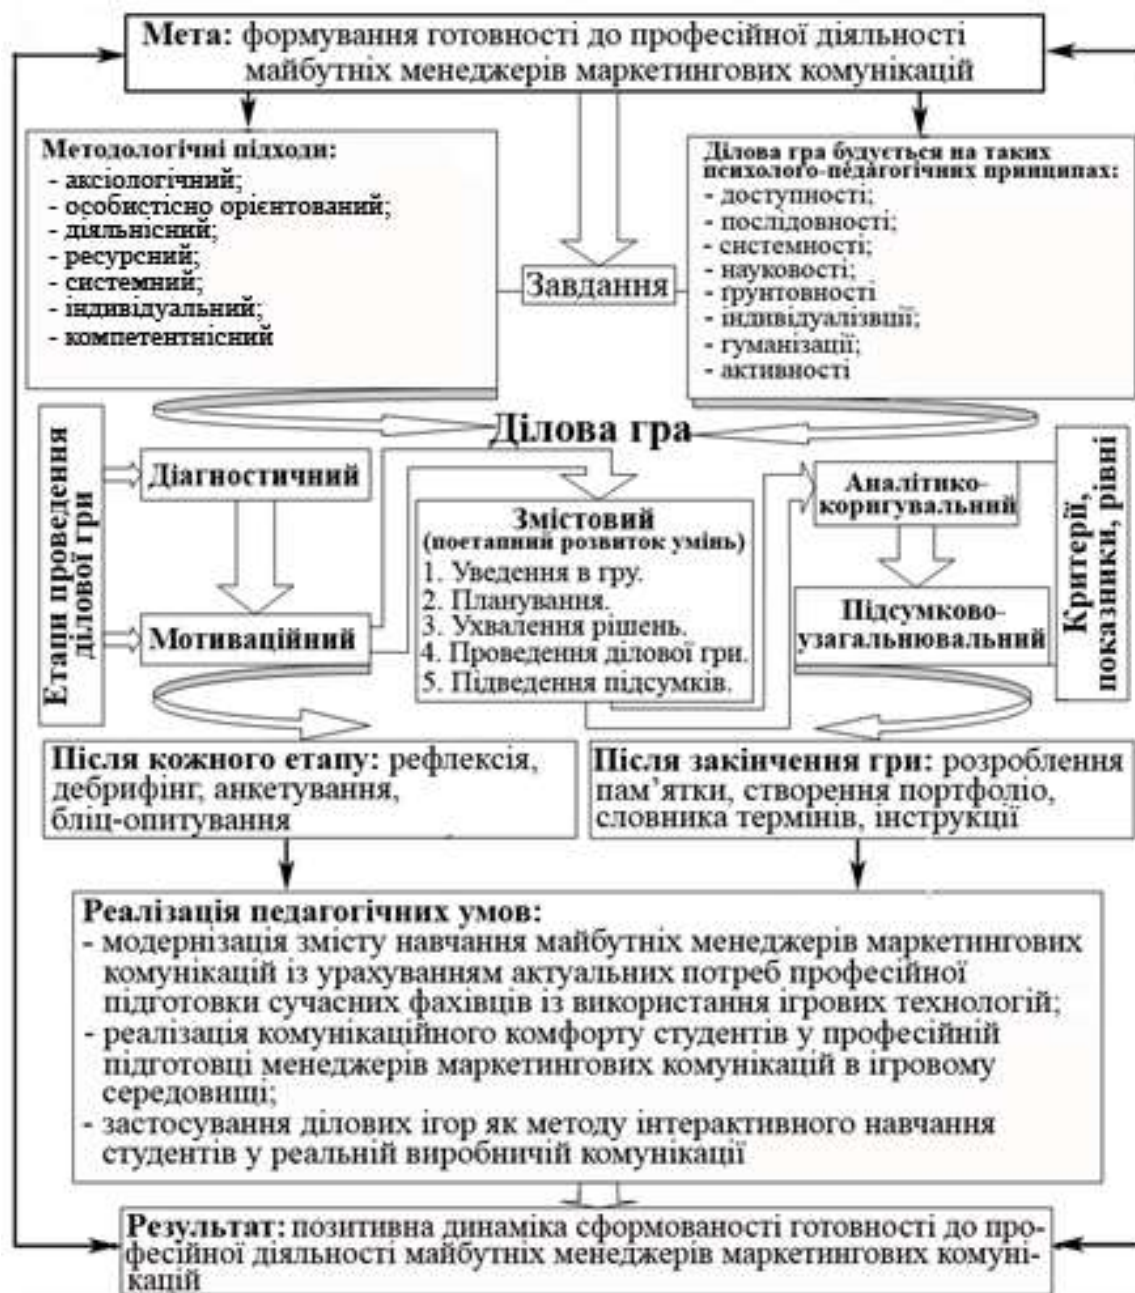 Мета: формування готовності до професійної діяльності
майбутніх менеджерів маркетингових комунікацій
Методологічні підходи:
- аксіологічний;
- особистісно орієнтований;
- діяльнісний;
- ресурсний;
- системний;
- індивідуальний;
- компетентнісний
Завдання
Ділова гра будується на таких
психолого-педагогічних принципах:
- доступності;
- послідовності;
- системності;
- науковості;
- ґрунтовності
- індивідуалізвції;
- гуманізації;
- активності
Ділова гра
Етапи проведення
ділової гри
Діагностичний
Мотиваційний
Змістовий
(поетапний розвиток умінь)
1. Уведення в гру.
2. Планування.
3. Ухвалення рішень.
4. Проведення ділової гри.
5. Підведення підсумків.
Аналітико-
коригувальний
Підсумково-
узагальнювальний
Критерії,
показники, рівні
Після кожного етапу: рефлексія,
дебрифінг, анкетування,
бліц-опитування
Після закінчення гри: розроблення
пам’ятки, створення портфоліо,
словника термінів, інструкції
Реалізація педагогічних умов:
- модернізація змісту навчання майбутніх менеджерів маркетингових
комунікацій із урахуванням актуальних потреб професійної
підготовки сучасних фахівців із використання ігрових технологій;
- реалізація комунікаційного комфорту студентів у професійній
підготовці менеджерів маркетингових комунікацій в ігровому
середовищі;
- застосування ділових ігор як методу інтерактивного навчання
студентів у реальній виробничій комунікації
Результат: позитивна динаміка сформованості готовності до про-
фесійної діяльності майбутніх менеджерів маркетингових комуні-
кацій